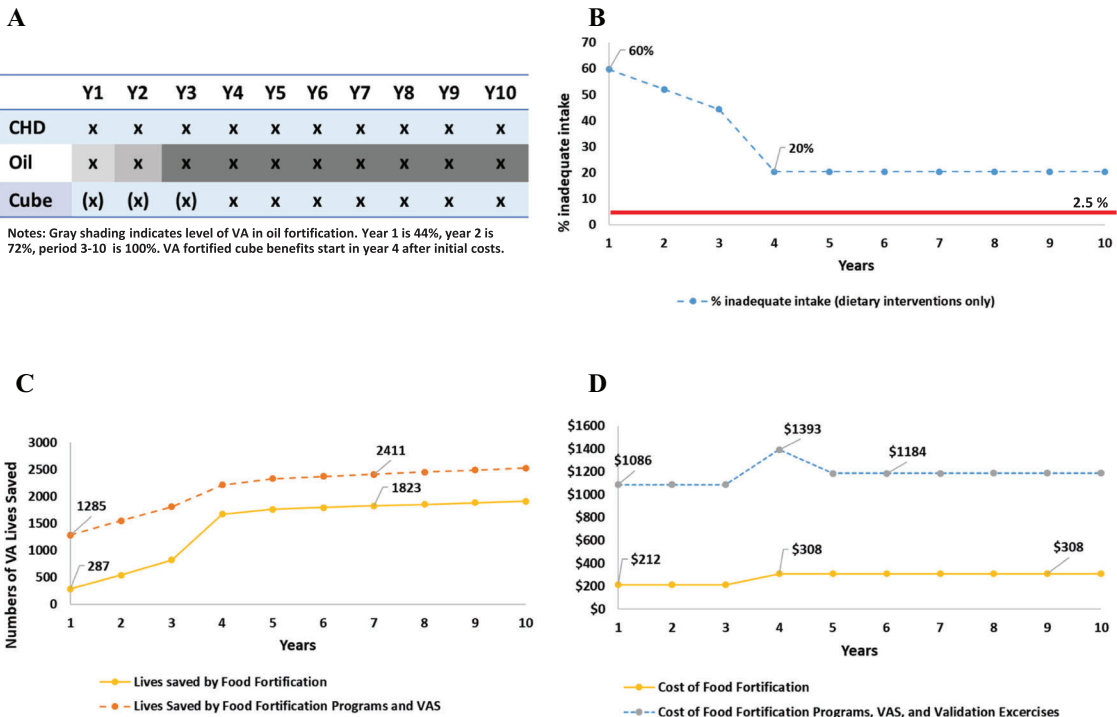 A
Y1 Y2 Y3 Y4 Y5 Y6 Y7 Y8 Y9 Y10
CHD x x x x x x x x x x
Oil x x x x x x x x x x
Cube (x) (x) (x) x x x x x x x
Notes: Gray shading indicates level of VA in oil fortification. Year 1 is 44%, year 2 is
72%, period 3-10 is 100%. VA fortified cube benefits start in year 4 after initial costs.
B
% inadequate intake
70
60
50
40
30
20
10
0
60%
20%
2.5 %
1 2 3 4 5 6 7 8 9 10
Years
% inadequate intake (dietary interventions only)
C
Numbers of VA Lives Saved
3000
2500
2000
1500
1000
500
0
1285
287
2411
1823
1 2 3 4 5 6 7 8 9 10
Years
Lives saved by Food Fortification
Lives Saved by Food Fortification Programs and VAS
D
$1600
$1400
$1200
$1000
$800
$600
$400
$200
$0
$1086
$1393
$1184
$212
$308
$308
1 2 3 4 5 6 7 8 9 10
Years
Cost of Food Fortification
Cost of Food Fortification Programs, VAS, and Validation Excercises